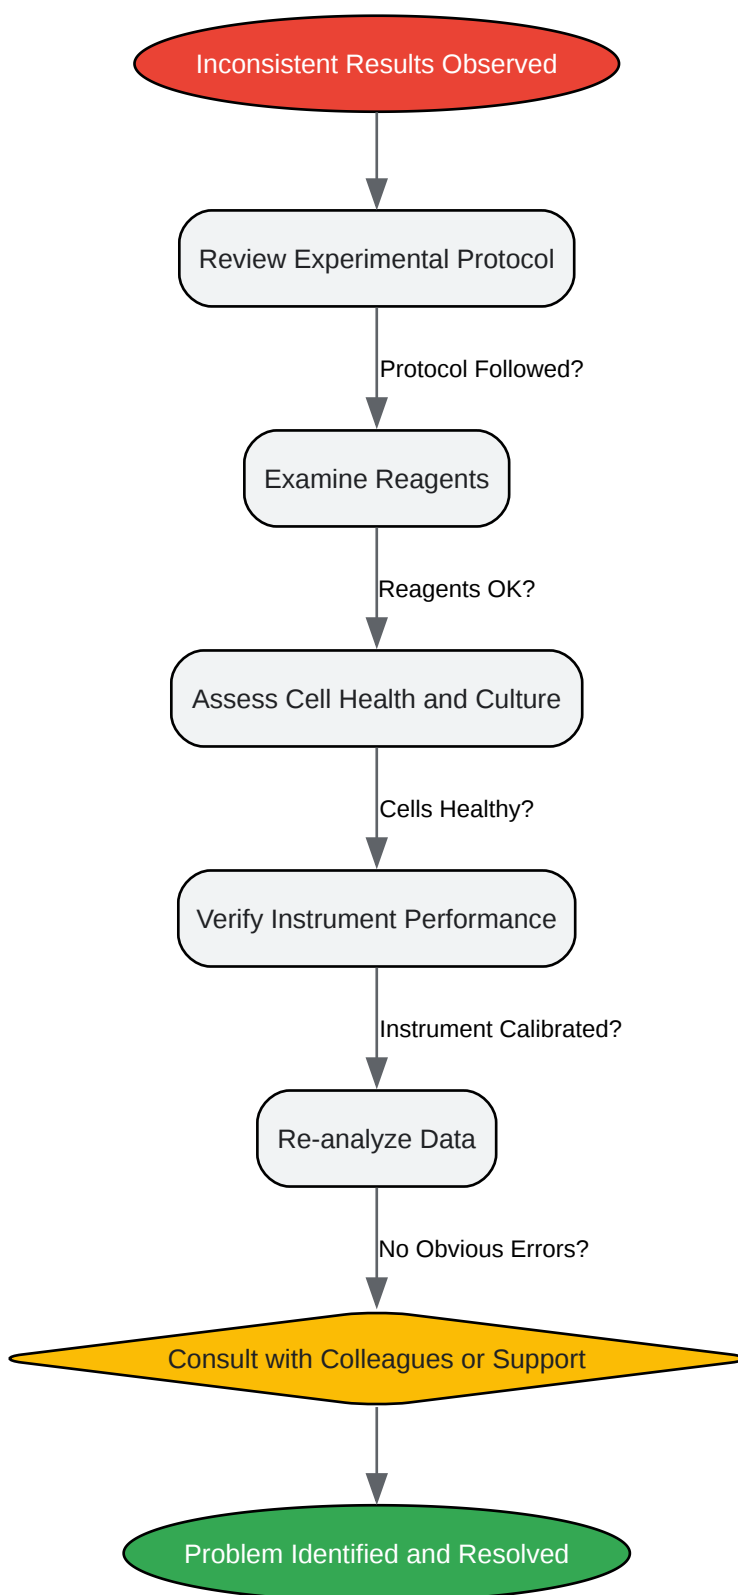 Inconsistent Results Observed
Review Experimental Protocol
Protocol Followed?
Examine Reagents
Reagents OK?
Assess Cell Health and Culture
Cells Healthy?
Verify Instrument Performance
Instrument Calibrated?
Re-analyze Data
No Obvious Errors?
Consult with Colleagues or Support
Problem Identified and Resolved